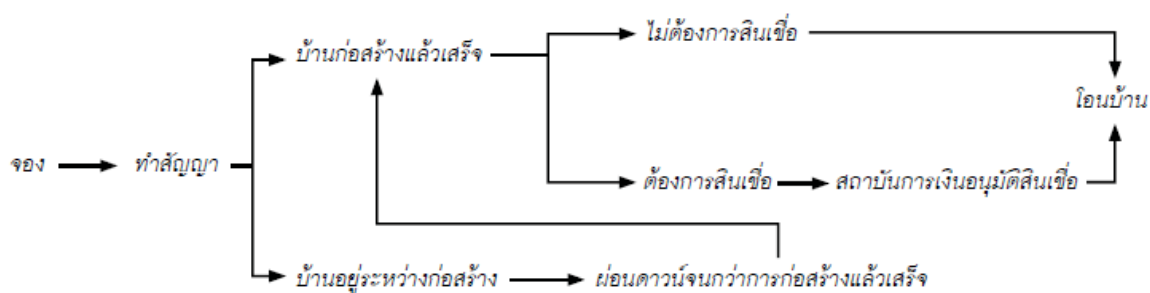 ไม่ต้องการสินเชื่อ
บ้านก่อสร้างแล้วเสร็จ
โอนบ้าน
จอง
ทำสัญญา
ต้องการสินเชื่อ
สถาบันการเงินอนุมัติสินเชื่อ
บ้านอยู่ระหว่างก่อสร้าง
ผ่อนดาวน์จนกว่าการก่อสร้างแล้วเสร็จ